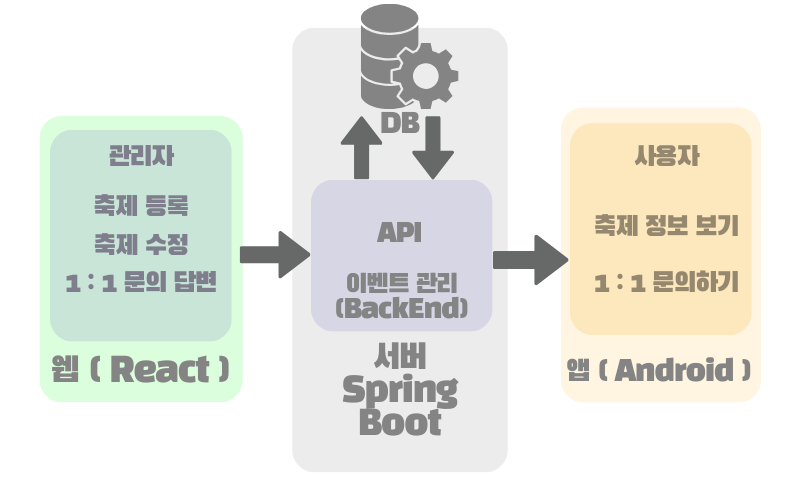 DB
관리자
축제 등록
축제 수정
1 : 1 문의 답변
웹 ( React )
API
이벤트 관리
(BackEnd)
서버
Spring
Boot
사용자
축제 정보 보기
1 : 1 문의하기
앱 ( Android )